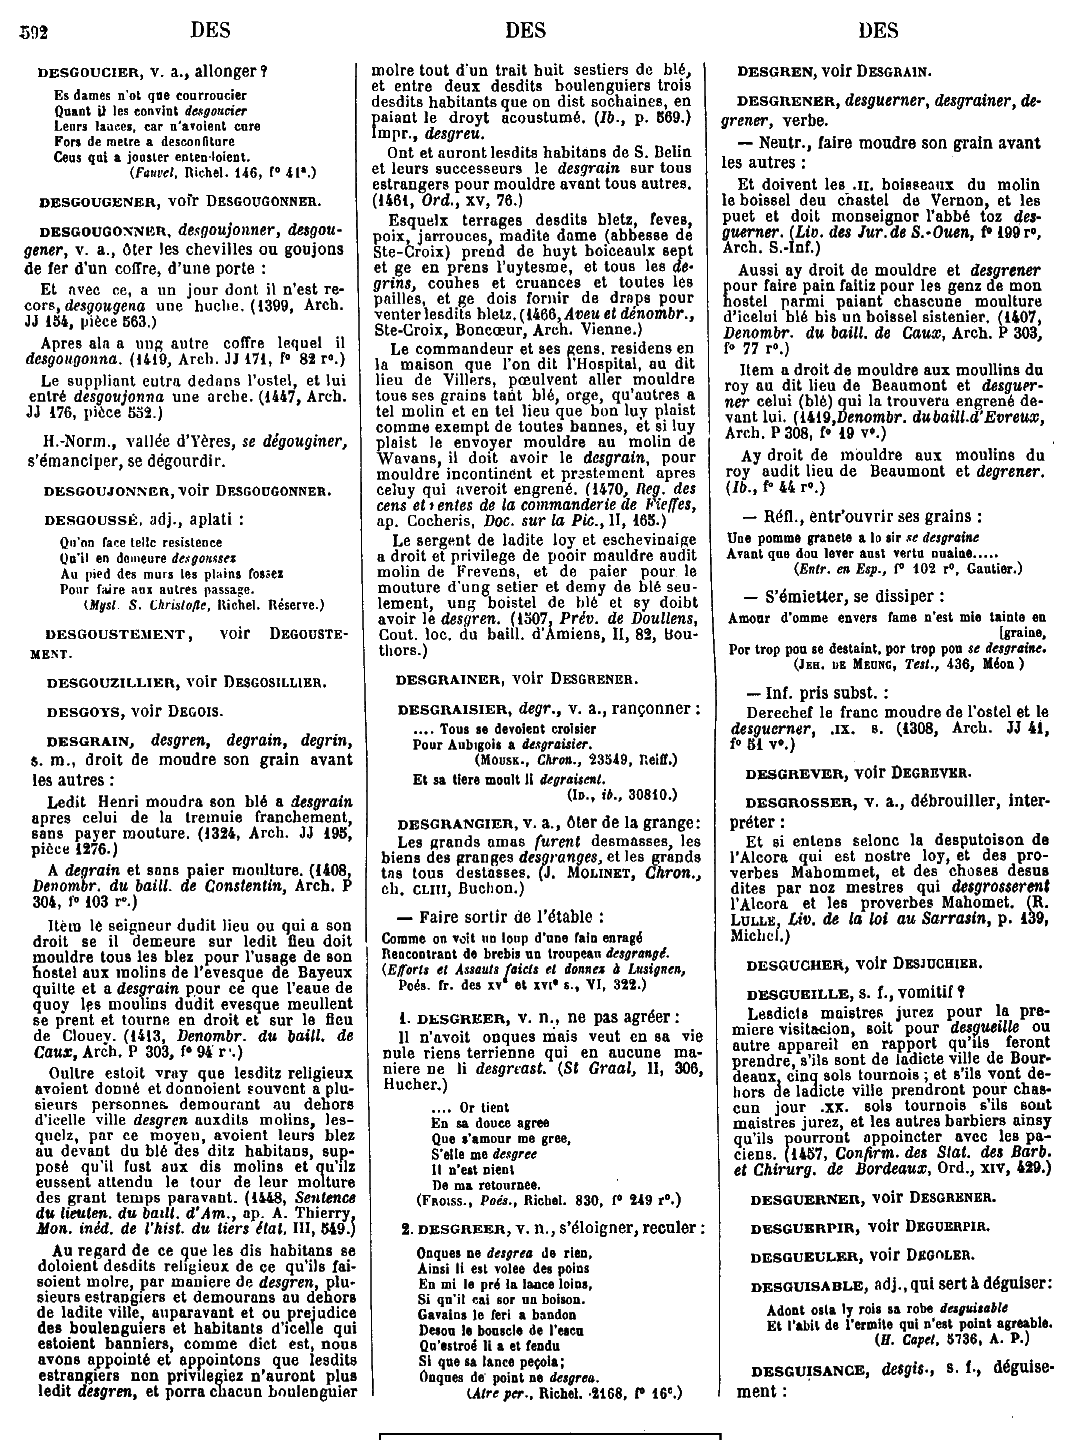 592 DES DES DES
DESGOUCIER, v. a., allonger ?
Es dames n'ot que courroucier
Quant il les convint desgoucier
Leurs lances, car n'avoient cure
Fors de metre a desconfiture
Ceus qui a jouster entendoient.
(Fauvel, Richel. 146, f° 41ᵃ.)
DESGOUGENER, voir DESGOUGONNER.
DESGOUGONNER, desgoujonner, desgou-
gener, v. a., ôter les chevilles ou goujons
de fer d'un coffre, d'une porte :
Et avec ce, a un jour dont il n'est re-
cors, desgougena une huche. (1399, Arch.
JJ 154, pièce 563.)
Apres ala a ung autre coffre lequel il
desgougonna. (1419, Arch. JJ 171, f° 82 r°.)
Le suppliant entra dedans l'ostel, et lui
entré desgoujonna une arche. (1447, Arch.
JJ 176, pièce 552.)
H.-Norm., vallée d'Yères, se dégouginer,
s'émanciper, se dégourdir.
DESGOUJONNER, voir DESGOUGONNER.
DESGOUSSÉ, adj., aplati :
Qu'on face telle resistence
Qu'il en demeure desgoussez
Au pied des murs les plains fossez
Pour faire aux autres passage.
(Myst. S. Christofle, Richel. Réserve.)
DESGOUSTEMENT, voir DEGOUSTE-
MENT.
DESGOUZILLIER, voir DESGOSILLIER.
DESGOYS, voir DEGOIS.
DESGRAIN, desgren, degrain, degrin,
s. m., droit de moudre son grain avant
les autres :
Ledit Henri moudra son blé a desgrain
apres celui de la tremuie franchement,
sans payer mouture. (1324, Arch. JJ 195,
pièce 1276.)
A degrain et sans paier moulture. (1408,
Denombr. du baill. de Constentin, Arch. P
304, f° 103 r°.)
Item le seigneur dudit lieu ou qui a son
droit se il demeure sur ledit fieu doit
mouldre tous les blez pour l'usage de son
hostel aux molins de l'evesque de Bayeux
quitte et a desgrain pour ce que l'eaue de
quoy les moulins dudit evesque meullent
se prent et tourne en droit et sur le fieu
de Clouey. (1413, Denombr. du baill. de
Caux, Arch. P 303, f° 94 r°.)
Oultre estoit vray que lesditz religieux
avoient donné et donnoient souvent a plu-
sieurs personnes demourant au dehors
d'icelle ville desgren auxdits molins, les-
quelz, par ce moyen, avoient leurs blez
au devant du blé des ditz habitans, sup-
posé qu'il fust aux dis molins et qu'ilz
eussent attendu le tour de leur molture
des grant temps paravant. (1448, Sentence
du lieuten. du baill. d'Am., ap. A. Thierry,
Mon. inéd. de l'hist. du tiers état, III, 549.)
Au regard de ce que les dis habitans se
doloient desdits religieux de ce qu'ils fai-
soient molre, par maniere de desgren, plu-
sieurs estrangiers et demourans au dehors
de ladite ville, auparavant et ou prejudice
des boulenguiers et habitants d'icelle qui
estoient banniers, comme dict est, nous
avons appointé et appointons que lesdits
estrangiers non privilegiez n'auront plus
ledit desgren, et porra chacun boulenguier
molre tout d'un trait huit sestiers de blé,
et entre deux desdits boulenguiers trois
desdits habitants que on dist sochaines, en
paiant le droyt acoustumé. (Ib., p. 569.)
Impr., desgreu.
Ont et auront lesdits habitans de S. Belin
et leurs successeurs le desgrain sur tous
estrangers pour mouldre avant tous autres.
(1461, Ord., xv, 76.)
Esquelx terrages desdits bletz, feves,
poix, jarrouces, madite dame (abbesse de
Ste-Croix) prend de huyt boiceaulx sept
et ge en prens l'uytesme, et tous les de-
grins, couhes et cruances et toutes les
pailles, et ge dois fornir de draps pour
venter lesdits bletz. (1466, Aveu et dénombr.,
Ste-Croix, Boncœur, Arch. Vienne.)
Le commandeur et ses gens, residens en
la maison que l'on dit l'Hospital, au dit
lieu de Villers, pœulvent aller mouldre
tous ses grains tant blé, orge, qu'autres a
tel molin et en tel lieu que bon luy plaist
comme exempt de toutes bannes, et si luy
plaist le envoyer mouldre au molin de
Wavans, il doit avoir le desgrain, pour
mouldre incontinent et prestement apres
celuy qui averoit engrené. (1470, Reg. des
cens et rentes de la commanderie de Fieffes,
ap. Cocheris, Doc. sur la Pic., II, 165.)
Le sergent de ladite loy et eschevinaige
a droit et privilege de pooir mauldre audit
molin de Frevens, et de paier pour le
mouture d'ung setier et demy de blé seu-
lement, ung boistel de blé et sy doibt
avoir le desgren. (1507, Prév. de Doullens,
Cout. loc. du baill. d'Amiens, II, 82, Bou-
thors.)
DESGRAINER, voir DESGRENER.
DESGRAISIER, degr., v. a., rançonner :
.... Tous se devoient croisier
Pour Aubigois a desgraisier.
(MOUSK., Chron., 23549, Reiff.)
Et sa tiere moult li degraisent.
(ID., ib., 30810.)
DESGRANGIER, v. a., ôter de la grange :
Les grands amas furent desmasses, les
biens des granges desgranges, et les grands
tas tous destasses. (J. MOLINET, Chron.,
ch. CLIII, Buchon.)
— Faire sortir de l'étable :
Comme on voit un loup d'une fain enragé
Rencontrant de brebis un troupeau desgrangé.
(Efforts et Assauts faicts et donnez à Lusignen,
Poés. fr. des xvᵉ et xviᵉ s., VI, 322.)
1. DESGREER, v. n., ne pas agréer :
Il n'avoit onques mais veut en sa vie
nule riens terrienne qui en aucune ma-
niere ne li desgreast. (St Graal, II, 306,
Hucher.)
.... Or tient
En sa douce agree
Que s'amour me gree,
S'elle me desgree
Il n'est nient
De ma retournee.
(FROISS., Poés., Richel. 830, f° 249 r°.)
2. DESGREER, v. n., s'éloigner, reculer :
Onques ne desgrea de rien,
Ainsi li est volee des poins
En mi le pré la lance loins,
Si qu'il cai sor un boison.
Gavains le feri a bandon
Desou le boucle de l'escu
Qu'estroé li a et fendu
Si que sa lance peçoia;
Onques de point ne desgrea.
(Atre per., Richel. 2168, f° 16ᶜ.)
DESGREN, voir DESGRAIN.
DESGRENER, desguerner, desgrainer, de-
grener, verbe.
— Neutr., faire moudre son grain avant
les autres :
Et doivent les .II. boisseaux du molin
le boissel deu chastel de Vernon, et les
puet et doit monseignor l'abbé toz des-
guerner. (Liv. des Jur. de S.-Ouen, f° 199 r°,
Arch. S.-Inf.)
Aussi ay droit de mouldre et desgrener
pour faire pain faitiz pour les genz de mon
hostel parmi paiant chascune moulture
d'icelui blé bis un boissel sistenier. (1407,
Denombr. du baill. de Caux, Arch. P 303,
f° 77 r°.)
Item a droit de mouldre aux moullins du
roy au dit lieu de Beaumont et desguer-
ner celui (blé) qui la trouvera engrené de-
vant lui. (1419, Denombr. du baill. d'Evreux,
Arch. P 308, f° 19 v°.)
Ay droit de mouldre aux moulins du
roy audit lieu de Beaumont et degrener.
(Ib., f° 44 r°.)
— Réfl., entr'ouvrir ses grains :
Une pomme granete a lo sir se desgraine
Avant que dou lever aust vertu nuaine.....
(Entr. en Esp., f° 102 r°, Gautier.)
— S'émietter, se dissiper :
Amour d'omme envers fame n'est mie tainte en
[graine,
Por trop pou se destaint, por trop pou se desgraine.
(JEH. DE MEUNG, Test., 436, Méon)
— Inf. pris subst. :
Derechef le franc moudre de l'ostel et le
desguerner, .IX. s. (1308, Arch. JJ 41,
f° 51 v°.)
DESGREVER, voir DEGREVER.
DESGROSSER, v. a., débrouiller, inter-
préter :
Et si entens selonc la desputoison de
l'Alcora qui est nostre loy, et des pro-
verbes Mahommet, et des choses desus
dites par noz mestres qui desgrosserent
l'Alcora et les proverbes Mahomet. (R.
LULLE, Liv. de la loi au Sarrasin, p. 139,
Michel.)
DESGUCHER, voir DESJUCHIER.
DESGUEILLE, s. f., vomitif ?
Lesdicts maistres jurez pour la pre-
miere visitacion, soit pour desgueille ou
autre appareil en rapport qu'ils feront
prendre, s'ils sont de ladicte ville de Bour-
deaux, cinq sols tournois ; et s'ils vont de-
hors de ladicte ville prendront pour chas-
cun jour .XX. sols tournois s'ils sont
maistres jurez, et les autres barbiers ainsy
qu'ils pourront appoincter avec les pa-
ciens. (1457, Confirm. des Stat. des Barb.
et Chirurg. de Bordeaux, Ord., XIV, 429.)
DESGUERNER, voir DESGRENER.
DESGUERPIR, voir DEGUERPIR.
DESGUEULER, voir DEGOLER.
DESGUISABLE, adj., qui sert à déguiser :
Adont osta ly rois sa robe desguisable
Et l'abit de l'ermite qui n'est point agreable.
(H. Capet, 5736, A. P.)
DESGUISANCE, desgis., s. f., déguise-
ment :